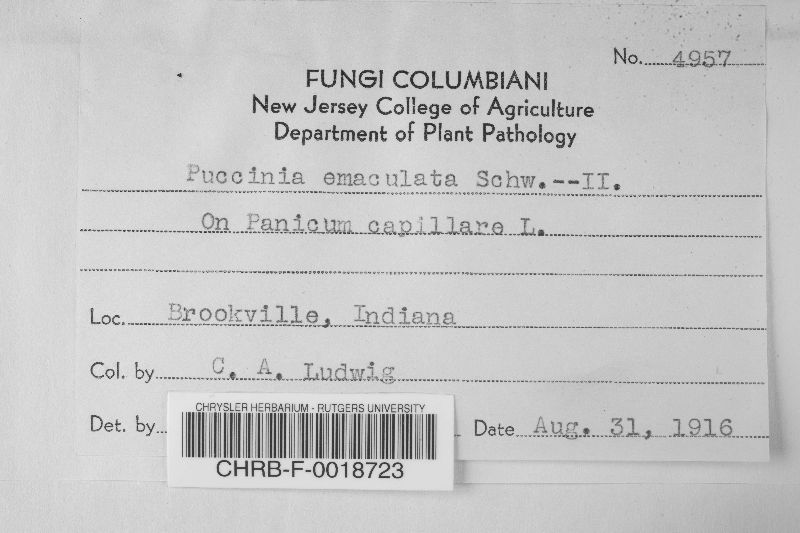 No. 4957
FUNGI COLUMBIANI
New Jersey College of Agriculture
Department of Plant Pathology
Puccinia emaculata Schw.--II.
On Panicum capillare L.
Loc. Brookville, Indiana
Col. by C. A. Ludwig
Det. by
Date Aug. 31, 1916
CHRYSLER HERBARIUM - RUTGERS UNIVERSITY
CHRB-F-0018723